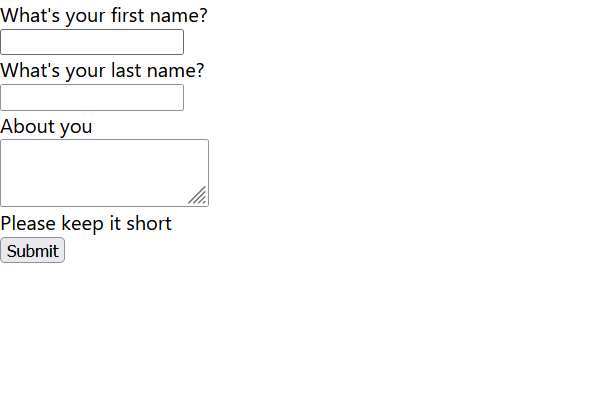 What's your first name?
What's your last name?
About you
Please keep it short
Submit